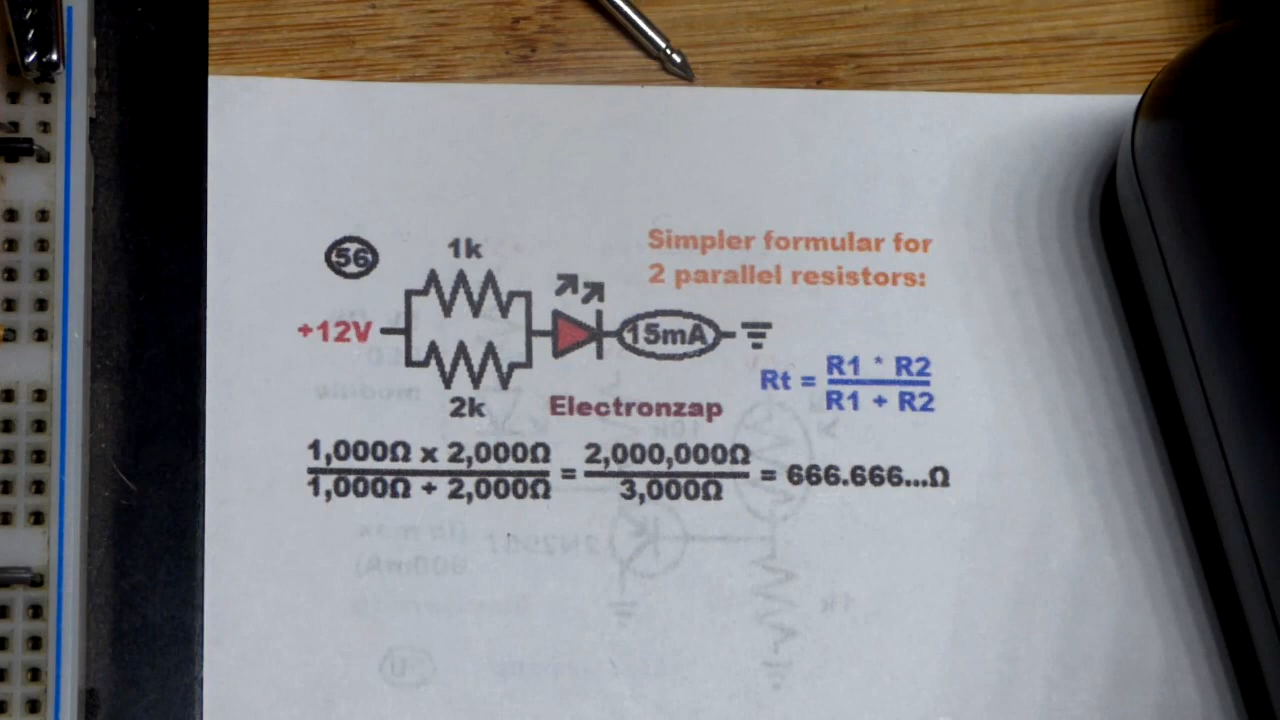 56
1k
Simpler formular for
2 parallel resistors:
+12V
15mA
2k
Electronzap
Rt = R1 * R2
R1 + R2
1,000Ω x 2,000Ω = 2,000,000Ω = 666.666...Ω
1,000Ω + 2,000Ω 3,000Ω